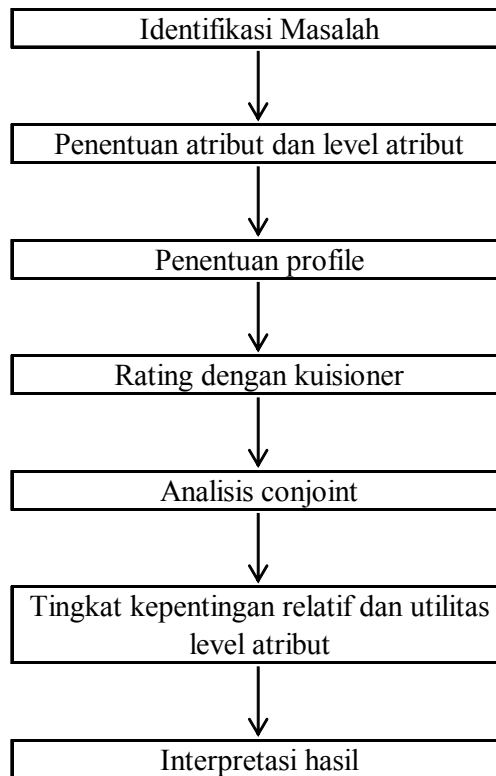 Identifikasi Masalah
Penentuan atribut dan level atribut
Penentuan profile
Rating dengan kuisioner
Analisis conjoint
Tingkat kepentingan relatif dan utilitas
level atribut
Interpretasi hasil